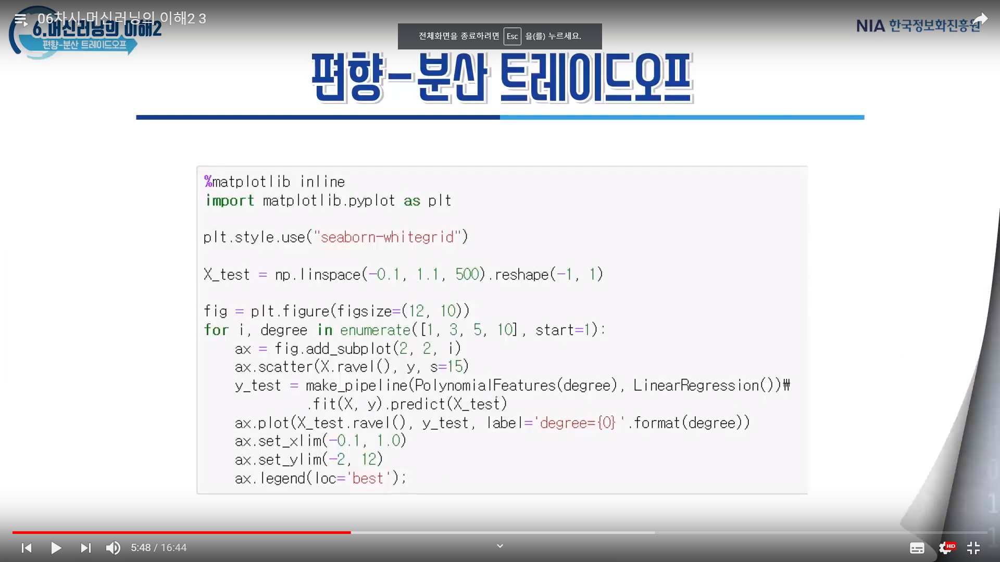 06차시-머신러닝의 이해2 3
6.머신러닝의 이해2
편향-분산 트레이드오프
전체화면을 종료하려면 Esc 을(를) 누르세요.
NIA 한국정보화진흥원
편향-분산 트레이드오프
%matplotlib inline
import matplotlib.pyplot as plt
plt.style.use("seaborn-whitegrid")
X_test = np.linspace(-0.1, 1.1, 500).reshape(-1, 1)
fig = plt.figure(figsize=(12, 10))
for i, degree in enumerate([1, 3, 5, 10], start=1):
    ax = fig.add_subplot(2, 2, i)
    ax.scatter(X.ravel(), y, s=15)
    y_test = make_pipeline(PolynomialFeatures(degree), LinearRegression())₩
             .fit(X, y).predict(X_test)
    ax.plot(X_test.ravel(), y_test, label='degree={0}'.format(degree))
    ax.set_xlim(-0.1, 1.0)
    ax.set_ylim(-2, 12)
    ax.legend(loc='best');
5:48 / 16:44
HD